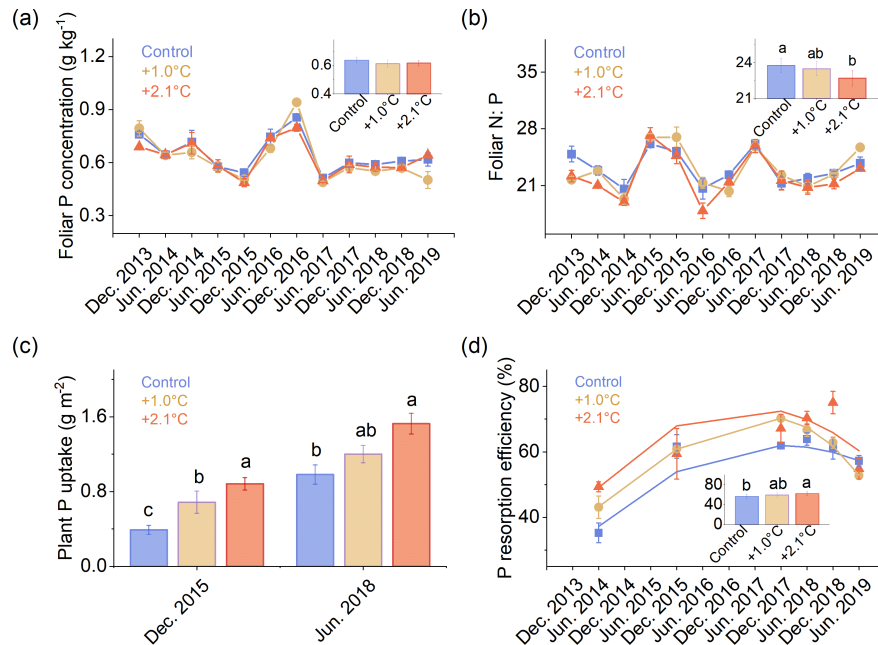 (a)
Foliar P concentration (g kg⁻¹)
1.2
0.9
0.6
0.3
Control
+1.0°C
+2.1°C
0.6
0.4
Control
+1.0°C
+2.1°C
Dec. 2013
Jun. 2014
Dec. 2014
Jun. 2015
Dec. 2015
Jun. 2016
Dec. 2016
Jun. 2017
Dec. 2017
Jun. 2018
Dec. 2018
Jun. 2019
(b)
Foliar N: P
35
28
21
Control
+1.0°C
+2.1°C
24
21
a
ab
b
Control
+1.0°C
+2.1°C
Dec. 2013
Jun. 2014
Dec. 2014
Jun. 2015
Dec. 2015
Jun. 2016
Dec. 2016
Jun. 2017
Dec. 2017
Jun. 2018
Dec. 2018
Jun. 2019
(c)
Plant P uptake (g m⁻²)
1.6
0.8
0.0
Control
+1.0°C
+2.1°C
c
b
a
b
ab
a
Dec. 2015
Jun. 2018
(d)
P resorption efficiency (%)
80
60
40
Control
+1.0°C
+2.1°C
80
40
0
b
ab
a
Control
+1.0°C
+2.1°C
Dec. 2013
Jun. 2014
Dec. 2014
Jun. 2015
Dec. 2015
Jun. 2016
Dec. 2016
Jun. 2017
Dec. 2017
Jun. 2018
Dec. 2018
Jun. 2019